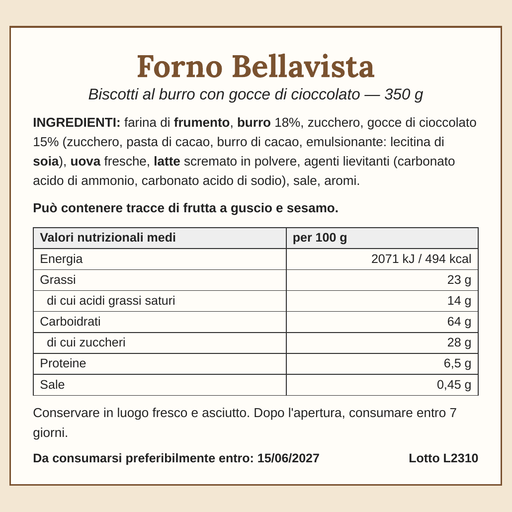 Forno Bellavista
Biscotti al burro con gocce di cioccolato — 350 g
INGREDIENTI: farina di frumento, burro 18%, zucchero, gocce di cioccolato
15% (zucchero, pasta di cacao, burro di cacao, emulsionante: lecitina di
soia), uova fresche, latte scremato in polvere, agenti lievitanti (carbonato
acido di ammonio, carbonato acido di sodio), sale, aromi.
Può contenere tracce di frutta a guscio e sesamo.
Valori nutrizionali medi per 100 g
Energia 2071 kJ / 494 kcal
Grassi 23 g
di cui acidi grassi saturi 14 g
Carboidrati 64 g
di cui zuccheri 28 g
Proteine 6,5 g
Sale 0,45 g
Conservare in luogo fresco e asciutto. Dopo l'apertura, consumare entro 7
giorni.
Da consumarsi preferibilmente entro: 15/06/2027 Lotto L2310